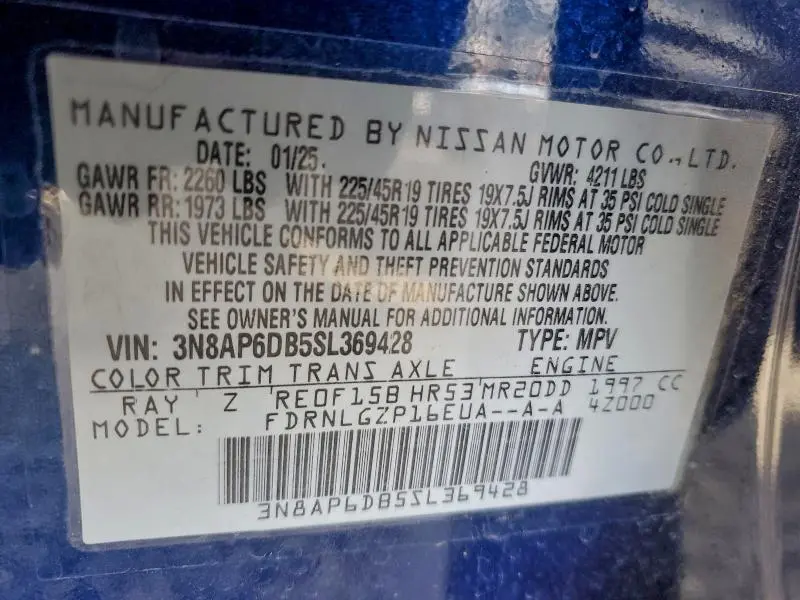 MANUFACTURED BY NISSAN MOTOR CO., LTD.
DATE: 01/25. GVWR: 4211 LBS
GAWR FR: 2260 LBS WITH 225/45R19 TIRES 19X7.5J RIMS AT 35 PSI COLD SINGLE
GAWR RR: 1973 LBS WITH 225/45R19 TIRES 19X7.5J RIMS AT 35 PSI COLD SINGLE
THIS VEHICLE CONFORMS TO ALL APPLICABLE FEDERAL MOTOR
VEHICLE SAFETY AND THEFT PREVENTION STANDARDS
IN EFFECT ON THE DATE OF MANUFACTURE SHOWN ABOVE.
SEE OWNER'S MANUAL FOR ADDITIONAL INFORMATION.
VIN: 3N8AP6DB5SL369428 TYPE: MPV
COLOR TRIM TRANS AXLE ENGINE
RAY Z RE0F15B HR53 MR20DD 1997 CC
MODEL: FDRNLGZP16EUA--A-A 4Z000
3N8AP6DB5SL369428